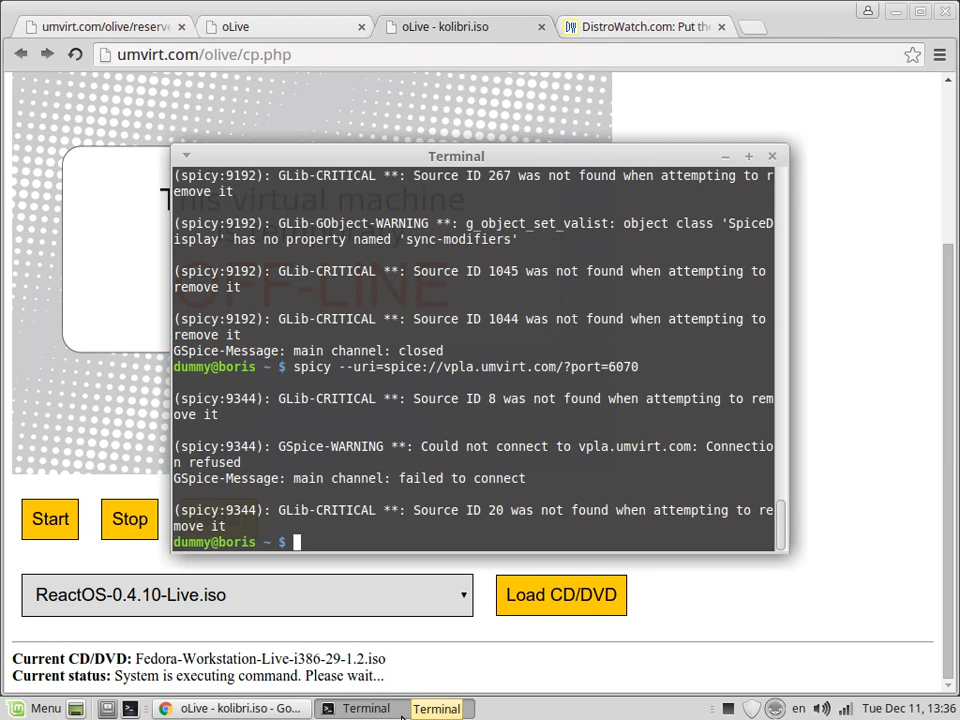 umvirt.com/olive/reserve
oLive
oLive - kolibri.iso
DistroWatch.com: Put the
umvirt.com/olive/cp.php
This virtual machine
OFF-LINE
Terminal
(spicy:9192): GLib-CRITICAL **: Source ID 267 was not found when attempting to r
emove it
(spicy:9192): GLib-GObject-WARNING **: g_object_set_valist: object class 'SpiceD
isplay' has no property named 'sync-modifiers'
(spicy:9192): GLib-CRITICAL **: Source ID 1045 was not found when attempting to
remove it
(spicy:9192): GLib-CRITICAL **: Source ID 1044 was not found when attempting to
remove it
GSpice-Message: main channel: closed
dummy@boris ~ $ spicy --uri=spice://vpla.umvirt.com/?port=6070
(spicy:9344): GLib-CRITICAL **: Source ID 8 was not found when attempting to rem
ove it
(spicy:9344): GSpice-WARNING **: Could not connect to vpla.umvirt.com: Connectio
n refused
GSpice-Message: main channel: failed to connect
(spicy:9344): GLib-CRITICAL **: Source ID 20 was not found when attempting to re
move it
dummy@boris ~ $
Start
Stop
ReactOS-0.4.10-Live.iso
Load CD/DVD
Current CD/DVD: Fedora-Workstation-Live-i386-29-1.2.iso
Current status: System is executing command. Please wait...
Menu
oLive - kolibri.iso - Go...
Terminal
Terminal
en
Tue Dec 11, 13:36